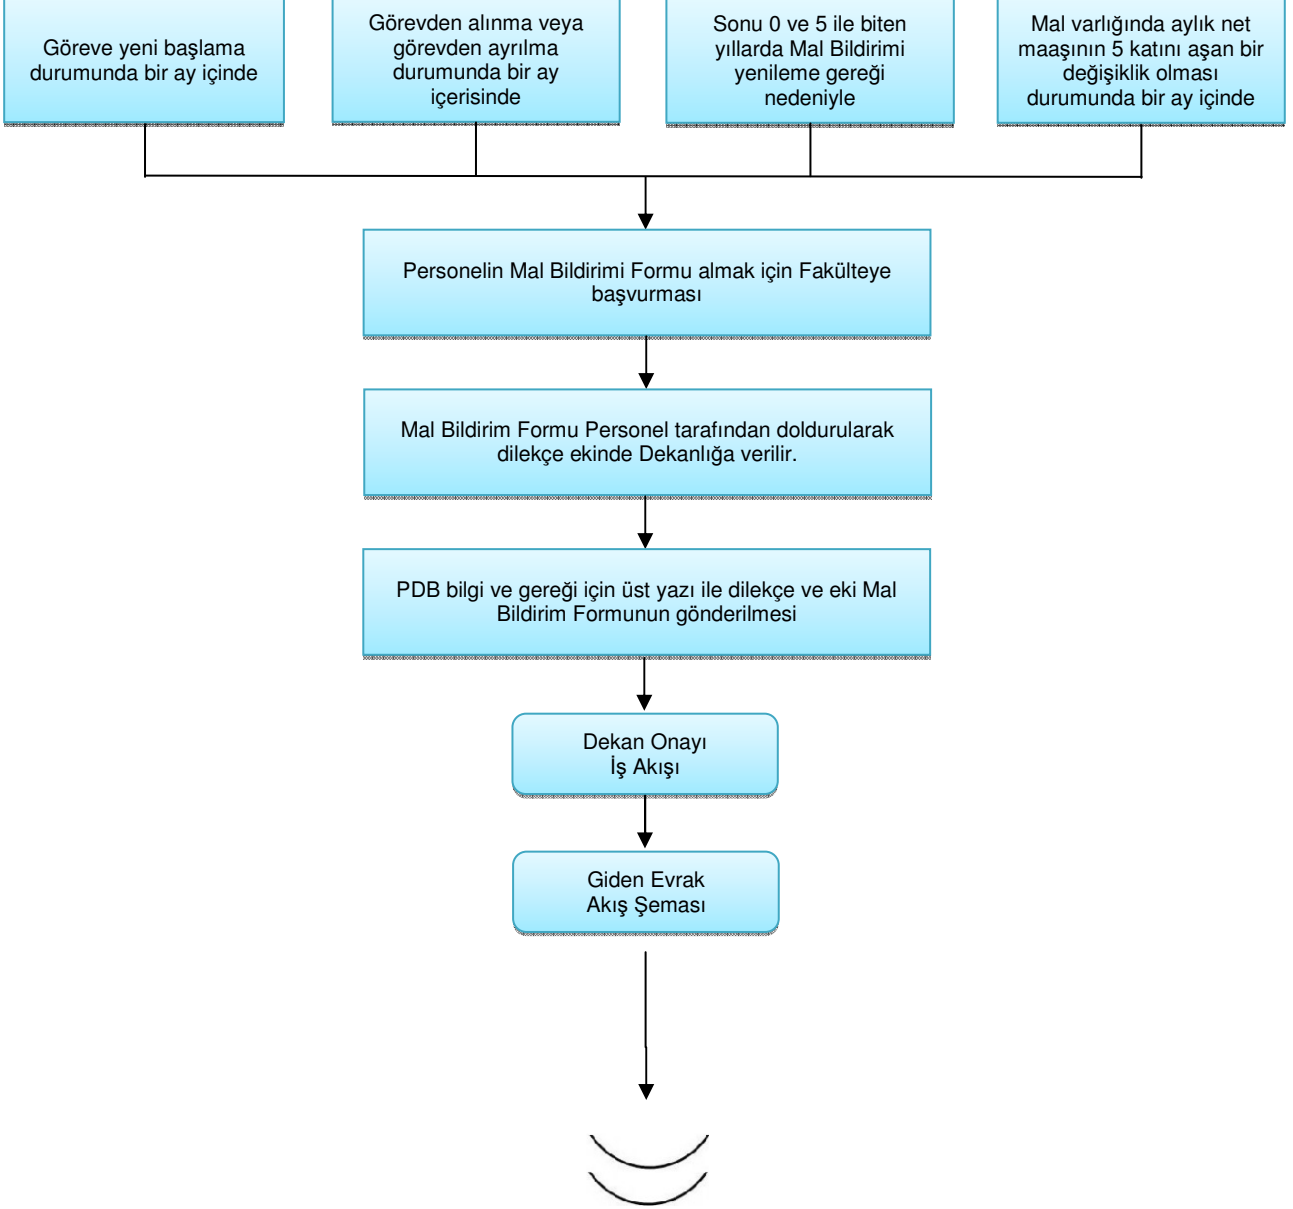 Göreve yeni başlama
durumunda bir ay içinde
Görevden alınma veya
görevden ayrılma
durumunda bir ay
içerisinde
Sonu 0 ve 5 ile biten
yıllarda Mal Bildirimi
yenileme gereği
nedeniyle
Mal varlığında aylık net
maaşının 5 katını aşan bir
değişiklik olması
durumunda bir ay içinde
Personelin Mal Bildirimi Formu almak için Fakülteye
başvurması
Mal Bildirim Formu Personel tarafından doldurularak
dilekçe ekinde Dekanlığa verilir.
PDB bilgi ve gereği için üst yazı ile dilekçe ve eki Mal
Bildirim Formunun gönderilmesi
Dekan Onayı
İş Akışı
Giden Evrak
Akış Şeması